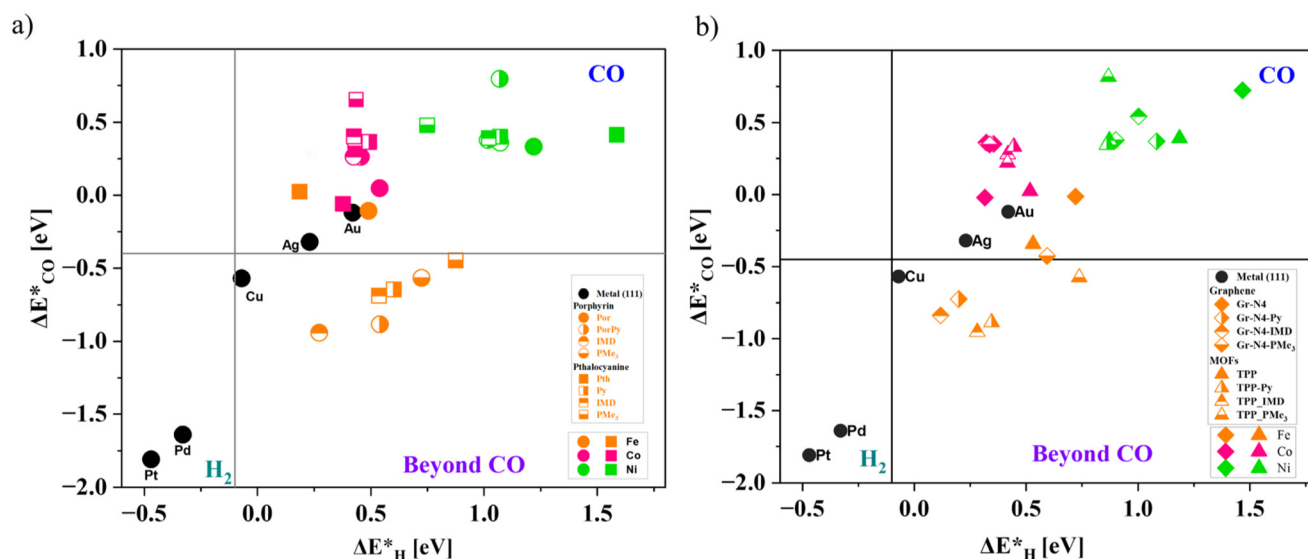 a)
1.0
0.5
0.0
−0.5
−1.0
−1.5
−2.0
ΔE*CO [eV]
CO
Ag
Au
Cu
Pd
Pt
H2
Beyond CO
Metal (111)
Porphyrin
Por
PorPy
IMD
PMe3
Pthalocyanine
Pth
Py
IMD
PMe3
Fe
Co
Ni
−0.5
0.0
0.5
1.0
1.5
ΔE*H [eV]
b)
1.0
0.5
0.0
−0.5
−1.0
−1.5
−2.0
ΔE*CO [eV]
CO
Au
Ag
Cu
Pd
Pt
H2
Beyond CO
Metal (111)
Graphene
Gr-N4
Gr-N4-Py
Gr-N4-IMD
Gr-N4-PMe3
MOFs
TPP
TPP-Py
TPP_IMD
TPP_PMe3
Fe
Co
Ni
−0.5
0.0
0.5
1.0
1.5
ΔE*H [eV]